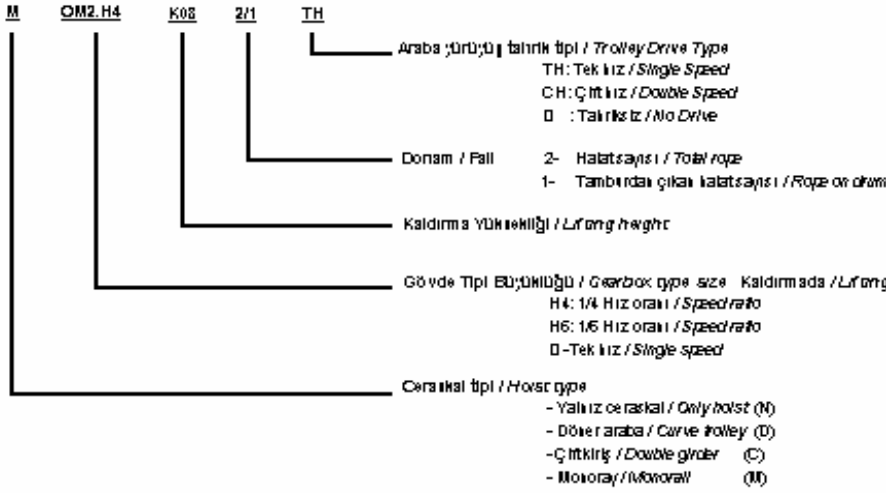 M OM2.H4 K08 2/1 TH
Araba yürüyüş tahrik tipi / Trolley Drive Type
TH: Tek hız / Single Speed
CH: Çift hız / Double Speed
0 : Tahriksiz / No Drive
Donam / Fall 2- Halat sayısı / Total rope
1- Tamburdan çıkan halat sayısı / Rope on drum
Kaldırma Yüksekliği / Lifting height
Gövde Tipi Büyüklüğü / Gearbox type size Kaldırmada / Lifting
H4: 1/4 Hız oranı / Speed ratio
H6: 1/6 Hız oranı / Speed ratio
0 -Tek hız / Single speed
Ceraskal tipi / Hoist type
- Yalnız ceraskal / Only hoist (N)
- Döner araba / Curve trolley (D)
-Çiftkiriş / Double girder (C)
- Monoray / Monorail (M)